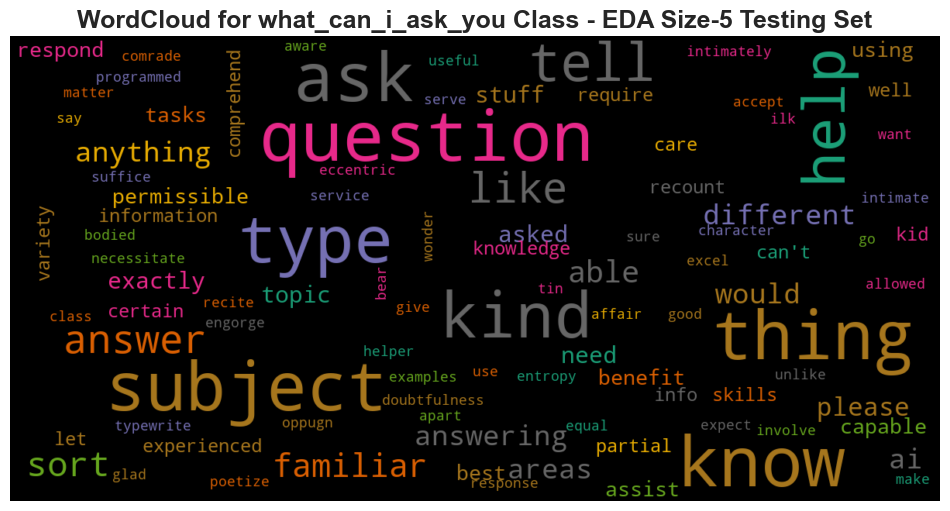 WordCloud for what_can_i_ask_you Class - EDA Size-5 Testing Set
respond comrade aware useful intimately using
programmed ask tell help
matter comprehend stuff require well
say tasks serve accept
question ilk want
anything care
suffice eccentric
permissible service like recount intimate
variety information different
bodied type asked sure character go kid
necessitate wonder knowledge can't
exactly bear able excel
topic tin allowed
certain recite give kind would
class engorge affair good thing
answer helper need
subject examples use entropy benefit unlike
doubtfulness info skills please
typewrite oppugn apart equal expect involve capable
let experienced answering partial know ai
sort glad familiar best areas
poetize response assist make